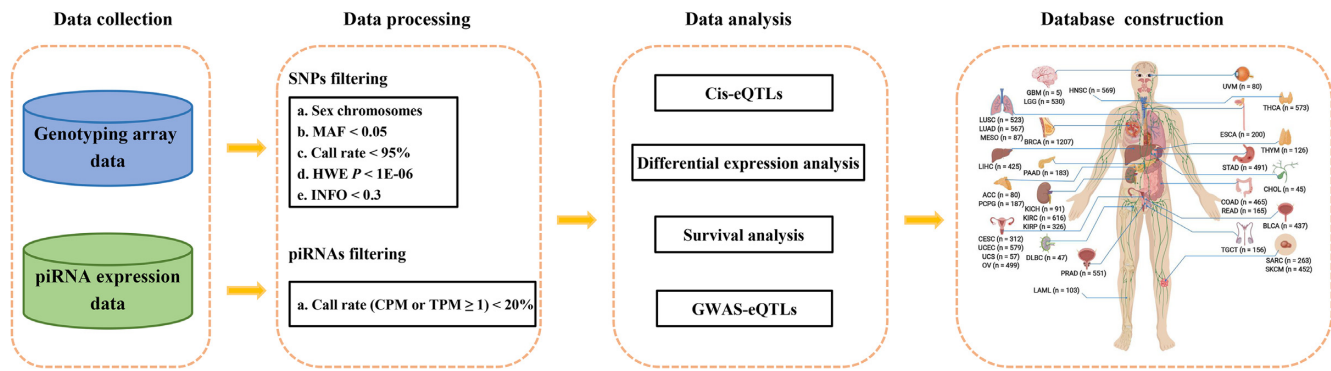 Data collection
Data processing
Data analysis
Database construction
Genotyping array
data
piRNA expression
data
SNPs filtering
a. Sex chromosomes
b. MAF < 0.05
c. Call rate < 95%
d. HWE P < 1E-06
e. INFO < 0.3
piRNAs filtering
a. Call rate (CPM or TPM ≥ 1) < 20%
Cis-eQTLs
Differential expression analysis
Survival analysis
GWAS-eQTLs
GBM (n = 5)
LGG (n = 530)
HNSC (n = 569)
UVM (n = 80)
THCA (n = 573)
LUSC (n = 523)
LUAD (n = 567)
MESO (n = 87)
BRCA (n = 1207)
ESCA (n = 200)
THYM (n = 126)
LIHC (n = 425)
PAAD (n = 183)
STAD (n = 491)
CHOL (n = 45)
ACC (n = 80)
PCPG (n = 187)
KICH (n = 91)
KIRC (n = 616)
KIRP (n = 326)
COAD (n = 465)
READ (n = 165)
BLCA (n = 437)
CESC (n = 312)
UCEC (n = 579)
UCS (n = 57)
OV (n = 499)
DLBC (n = 47)
PRAD (n = 551)
TGCT (n = 156)
SARC (n = 263)
SKCM (n = 452)
LAML (n = 103)